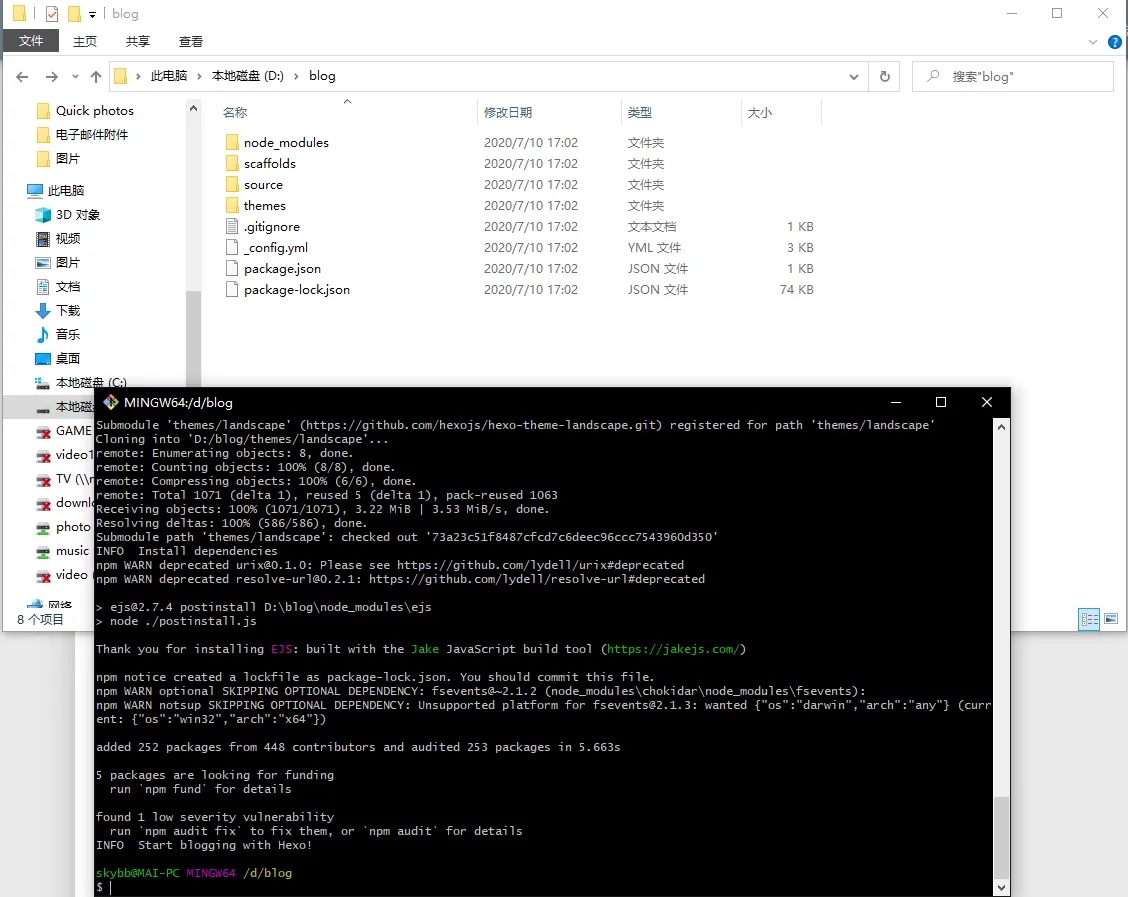 blog
文件 主页 共享 查看
此电脑 本地磁盘 (D:) blog
搜索"blog"
名称 修改日期 类型 大小
Quick photos
电子邮件附件
图片
此电脑
3D 对象
视频
图片
文档
下载
音乐
桌面
本地磁盘 (C:)
本地磁
GAME
video1
TV (\\
downlo
photo
music
video
网络
8 个项目
node_modules 2020/7/10 17:02 文件夹
scaffolds 2020/7/10 17:02 文件夹
source 2020/7/10 17:02 文件夹
themes 2020/7/10 17:02 文件夹
.gitignore 2020/7/10 17:02 文本文档 1 KB
_config.yml 2020/7/10 17:02 YML 文件 3 KB
package.json 2020/7/10 17:02 JSON 文件 1 KB
package-lock.json 2020/7/10 17:02 JSON 文件 74 KB
MINGW64:/d/blog
Submodule 'themes/landscape' (https://github.com/hexojs/hexo-theme-landscape.git) registered for path 'themes/landscape'
Cloning into 'D:/blog/themes/landscape'...
remote: Enumerating objects: 8, done.
remote: Counting objects: 100% (8/8), done.
remote: Compressing objects: 100% (6/6), done.
remote: Total 1071 (delta 1), reused 5 (delta 1), pack-reused 1063
Receiving objects: 100% (1071/1071), 3.22 MiB | 3.53 MiB/s, done.
Resolving deltas: 100% (586/586), done.
Submodule path 'themes/landscape': checked out '73a23c51f8487cfcd7c6deec96ccc7543960d350'
INFO  Install dependencies
npm WARN deprecated urix@0.1.0: Please see https://github.com/lydell/urix#deprecated
npm WARN deprecated resolve-url@0.2.1: https://github.com/lydell/resolve-url#deprecated
> ejs@2.7.4 postinstall D:\blog\node_modules\ejs
> node ./postinstall.js
Thank you for installing EJS: built with the Jake JavaScript build tool (https://jakejs.com/)
npm notice created a lockfile as package-lock.json. You should commit this file.
npm WARN optional SKIPPING OPTIONAL DEPENDENCY: fsevents@~2.1.2 (node_modules\chokidar\node_modules\fsevents):
npm WARN notsup SKIPPING OPTIONAL DEPENDENCY: Unsupported platform for fsevents@2.1.3: wanted {"os":"darwin","arch":"any"} (curr
ent: {"os":"win32","arch":"x64"})
added 252 packages from 448 contributors and audited 253 packages in 5.663s
5 packages are looking for funding
  run `npm fund` for details
found 1 low severity vulnerability
  run `npm audit fix` to fix them, or `npm audit` for details
INFO  Start blogging with Hexo!
skybb@MAI-PC MINGW64 /d/blog
$